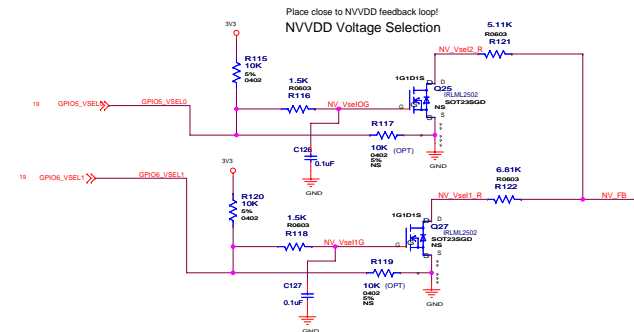 Place close to NVVDD feedback loop!
NVVDD Voltage Selection
3V3
R115
10K
5%
0402
1.5K
R0603
R116
5.11K
R0603
R121
NV_Vsel2_R
1G1D1S
D
Q25
IRLML2502
SOT23SGD
NS
G
S
19
GPIO5_VSEL0
GPIO5_VSEL0
NV_Vsel0G
R117
10K (OPT)
0402
5%
NS
C126
0.1uF
GND
GND
19
GPIO6_VSEL1
GPIO6_VSEL1
3V3
R120
10K
5%
0402
1.5K
R0603
R118
6.81K
R0603
R122
NV_Vsel1_R
NV_FB
1G1D1S
D
Q27
IRLML2502
SOT23SGD
NS
G
S
NV_Vsel1G
R119
10K (OPT)
0402
5%
NS
C127
0.1uF
GND
GND